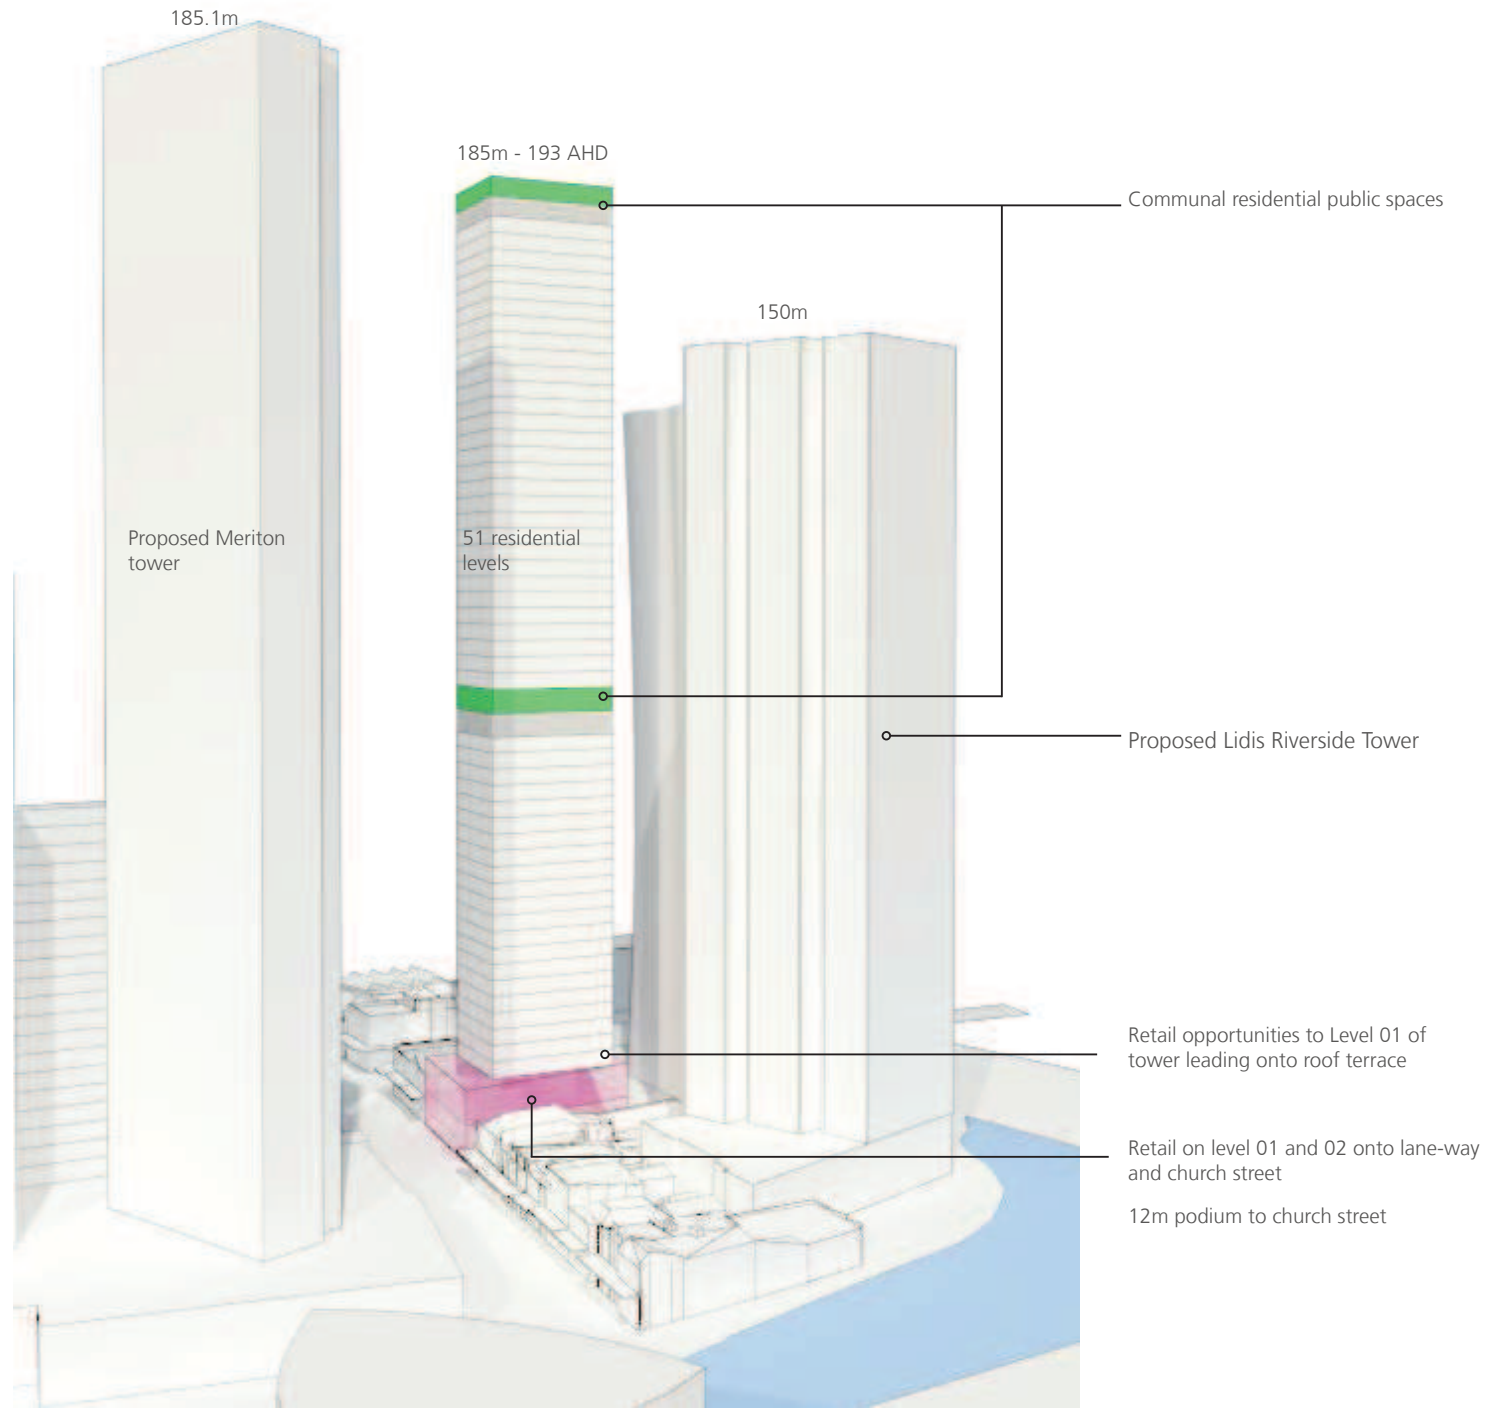 185.1m
185m - 193 AHD
Communal residential public spaces
150m
Proposed Meriton
tower
51 residential
levels
Proposed Lidis Riverside Tower
Retail opportunities to Level 01 of
tower leading onto roof terrace
Retail on level 01 and 02 onto lane-way
and church street
12m podium to church street